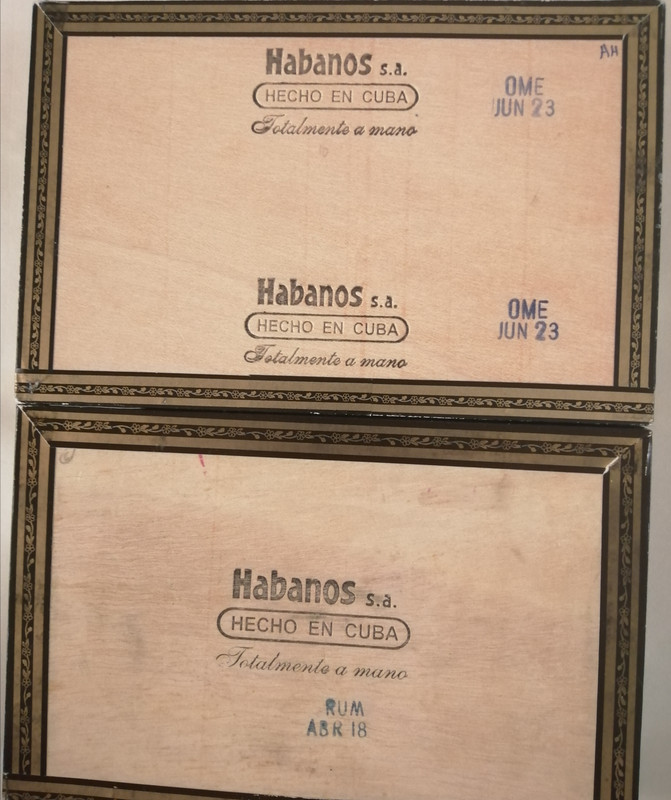 Habanos s.a.
AH
HECHO EN CUBA
OME
JUN 23
Totalmente a mano
Habanos s.a.
HECHO EN CUBA
OME
JUN 23
Totalmente a mano
Habanos s.a.
HECHO EN CUBA
Totalmente a mano
RUM
ABR 18